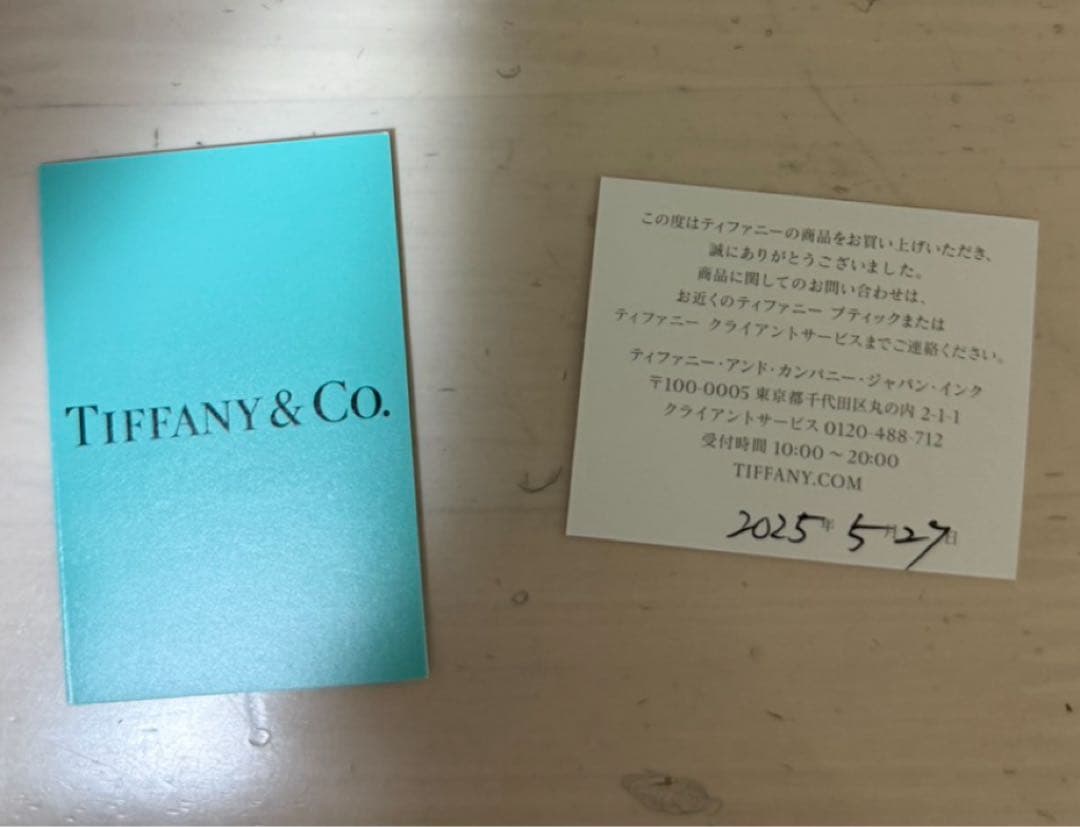 TIFFANY & CO.
この度はティファニーの商品をお買い上げいただき、
誠にありがとうございました。
商品に関してのお問い合わせは、
お近くのティファニー ブティックまたは
ティファニー クライアントサービスまでご連絡ください。
ティファニー・アンド・カンパニー・ジャパン・インク
〒100-0005 東京都千代田区丸の内 2-1-1
クライアントサービス 0120-488-712
受付時間 10:00 ～ 20:00
TIFFANY.COM
2025年 5月27日